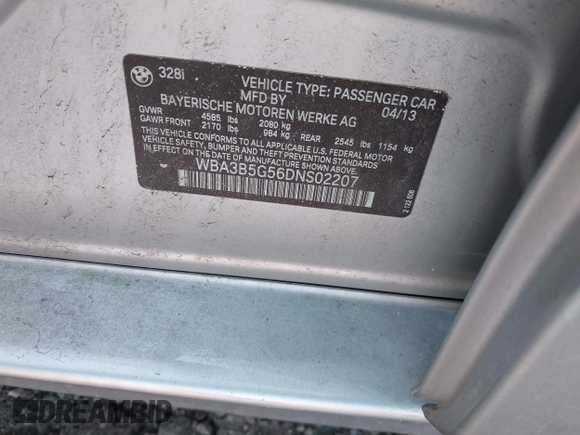 328i
VEHICLE TYPE: PASSENGER CAR
MFD BY 04/13
BAYERISCHE MOTOREN WERKE AG
GVWR 4585 lbs 2080 kg
GAWR FRONT 2170 lbs 984 kg REAR 2545 lbs 1154 kg
THIS VEHICLE CONFORMS TO ALL APPLICABLE U.S. FEDERAL MOTOR
VEHICLE SAFETY, BUMPER AND THEFT PREVENTION STANDARDS
IN EFFECT ON THE DATE OF MANUFACTURE SHOWN ABOVE.
WBA3B5G56DNS02207
DREAMBID